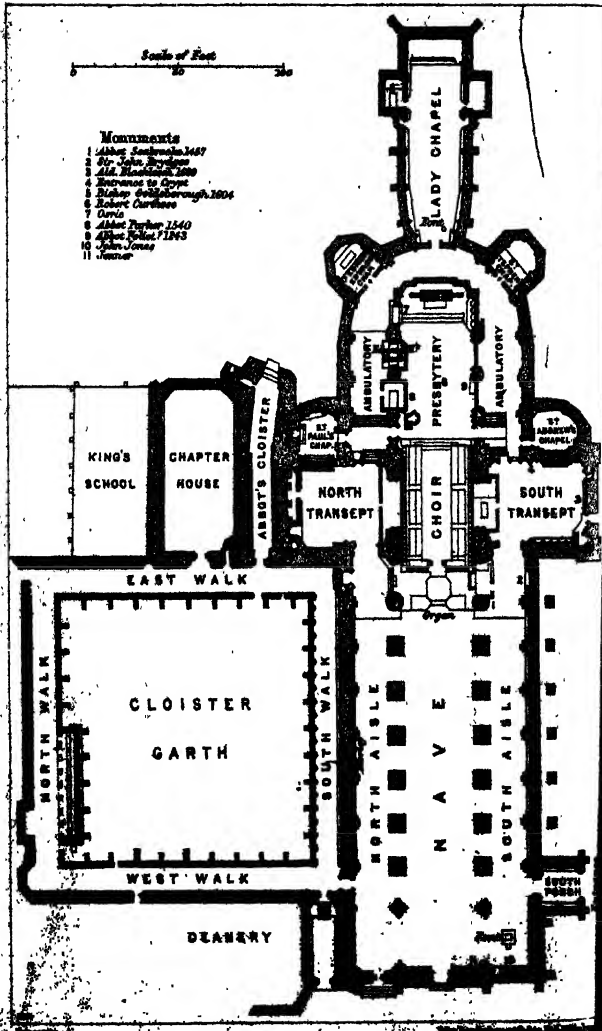 Scale of Feet
0 50 100
Monuments
1 Abbot Seabroke 1457
2 Sir John Brydges
3 Ald. Blackleech 1639
4 Entrance to Crypt
5 Bishop Goldsborough 1604
6 Robert Curthose
7 Osric
8 Abbot Parker 1540
9 Abbot Foliot? 1243
10 John Jones
11 Jenner
LADY CHAPEL
AMBULATORY
PRESBYTERY
AMBULATORY
ST
PAUL'S
CHAP.
ST
ANDREW'S
CHAPEL
KING'S
SCHOOL
CHAPTER
HOUSE
ABBOT'S CLOISTER
NORTH
TRANSEPT
CHOIR
SOUTH
TRANSEPT
Organ
EAST WALK
NORTH WALK
CLOISTER
GARTH
SOUTH WALK
WEST WALK
NORTH AISLE
NAVE
SOUTH AISLE
SOUTH
PORCH
DEANERY
Font